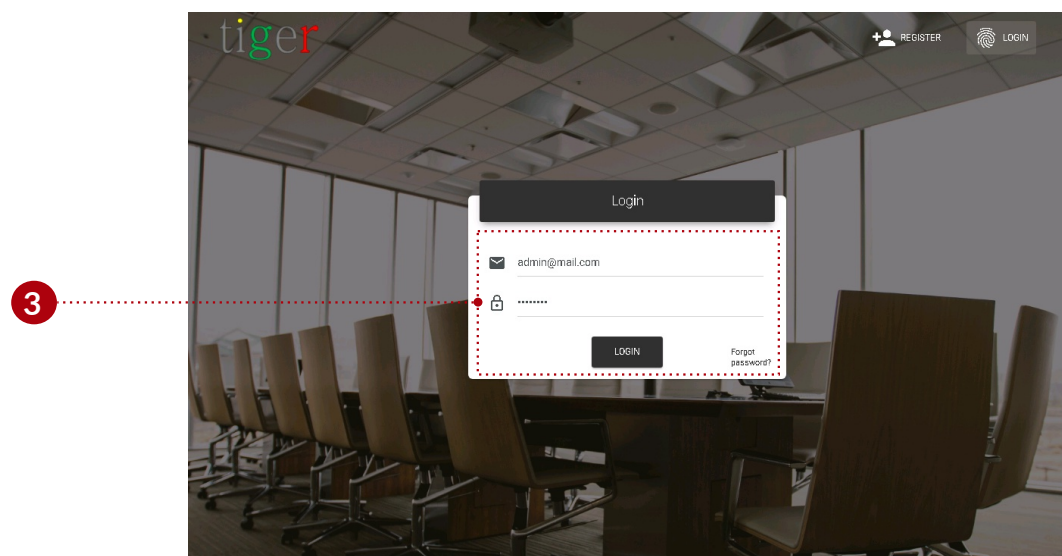 tiger
REGISTER
LOGIN
Login
admin@mail.com
••••••••
LOGIN
Forgot
password?
3